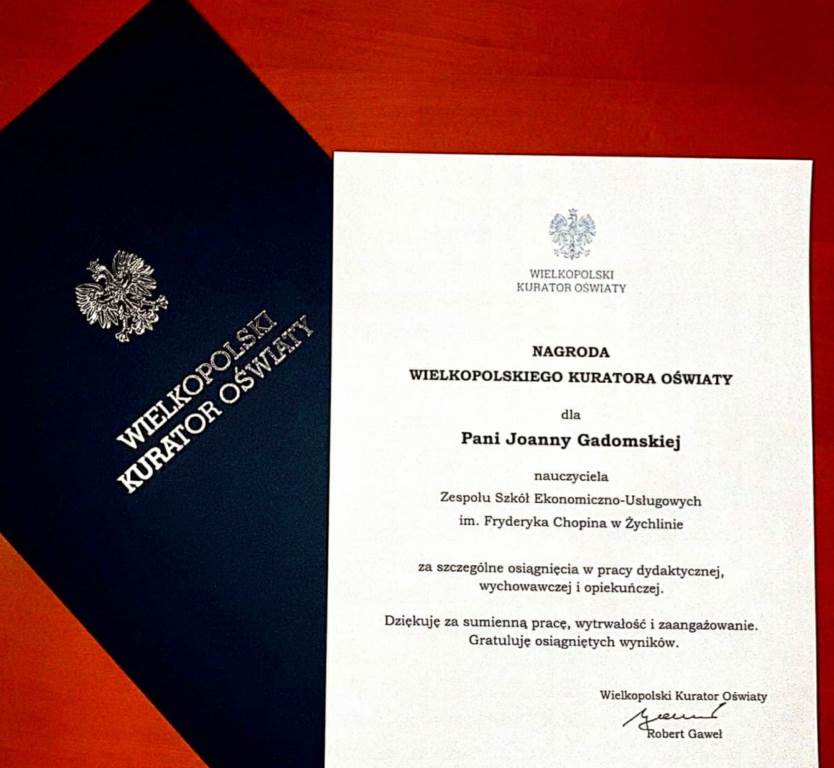 WIELKOPOLSKI
KURATOR OŚWIATY
WIELKOPOLSKI
KURATOR OŚWIATY
NAGRODA
WIELKOPOLSKIEGO KURATORA OŚWIATY
dla
Pani Joanny Gadomskiej
nauczyciela
Zespołu Szkół Ekonomiczno-Usługowych
im. Fryderyka Chopina w Żychlinie
za szczególne osiągnięcia w pracy dydaktycznej,
wychowawczej i opiekuńczej.
Dziękuję za sumienną pracę, wytrwałość i zaangażowanie.
Gratuluję osiągniętych wyników.
Wielkopolski Kurator Oświaty
Robert Gaweł